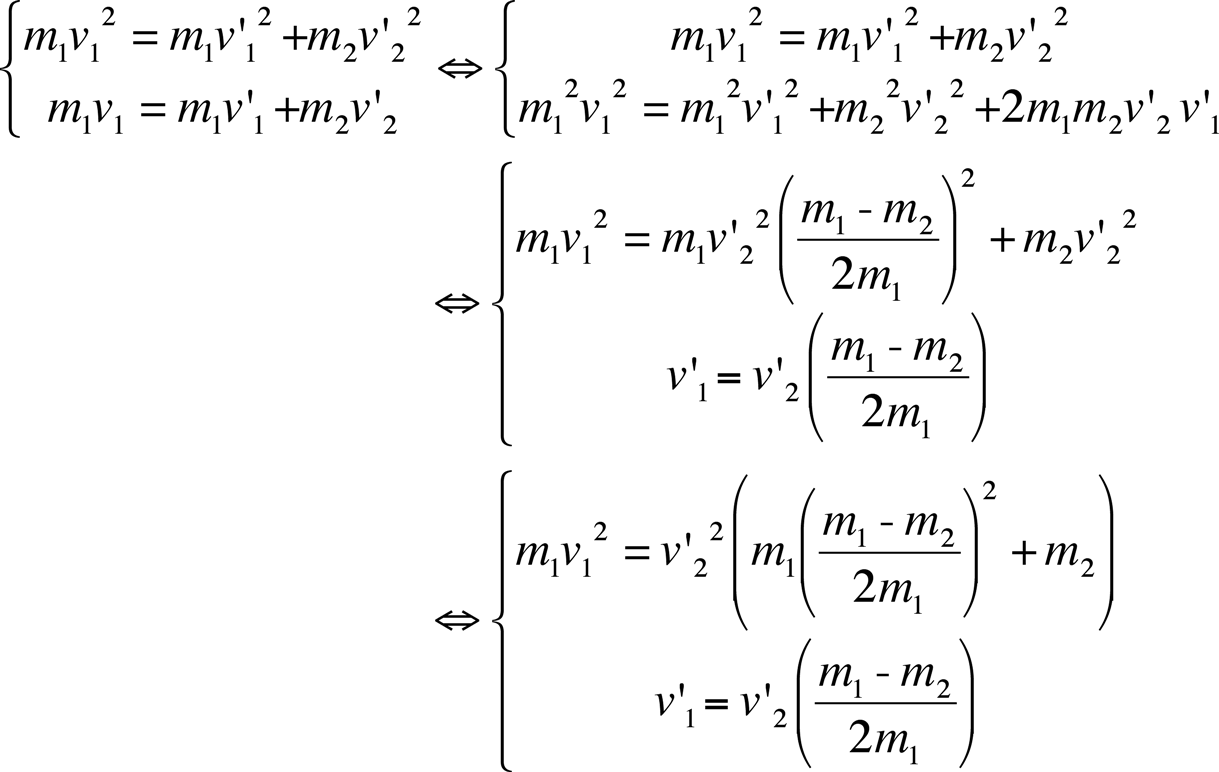 { m₁v₁² = m₁v'₁² +m₂v'₂² ⇔ { m₁v₁² = m₁v'₁² +m₂v'₂²
m₁v₁ = m₁v'₁ +m₂v'₂ m₁²v₁² = m₁²v'₁² +m₂²v'₂² +2m₁m₂v'₂ v'₁
⇔ { m₁v₁² = m₁v'₂² ( (m₁ - m₂) / 2m₁ )² + m₂v'₂²
v'₁ = v'₂ ( (m₁ - m₂) / 2m₁ )
⇔ { m₁v₁² = v'₂² ( m₁ ( (m₁ - m₂) / 2m₁ )² + m₂ )
v'₁ = v'₂ ( (m₁ - m₂) / 2m₁ )